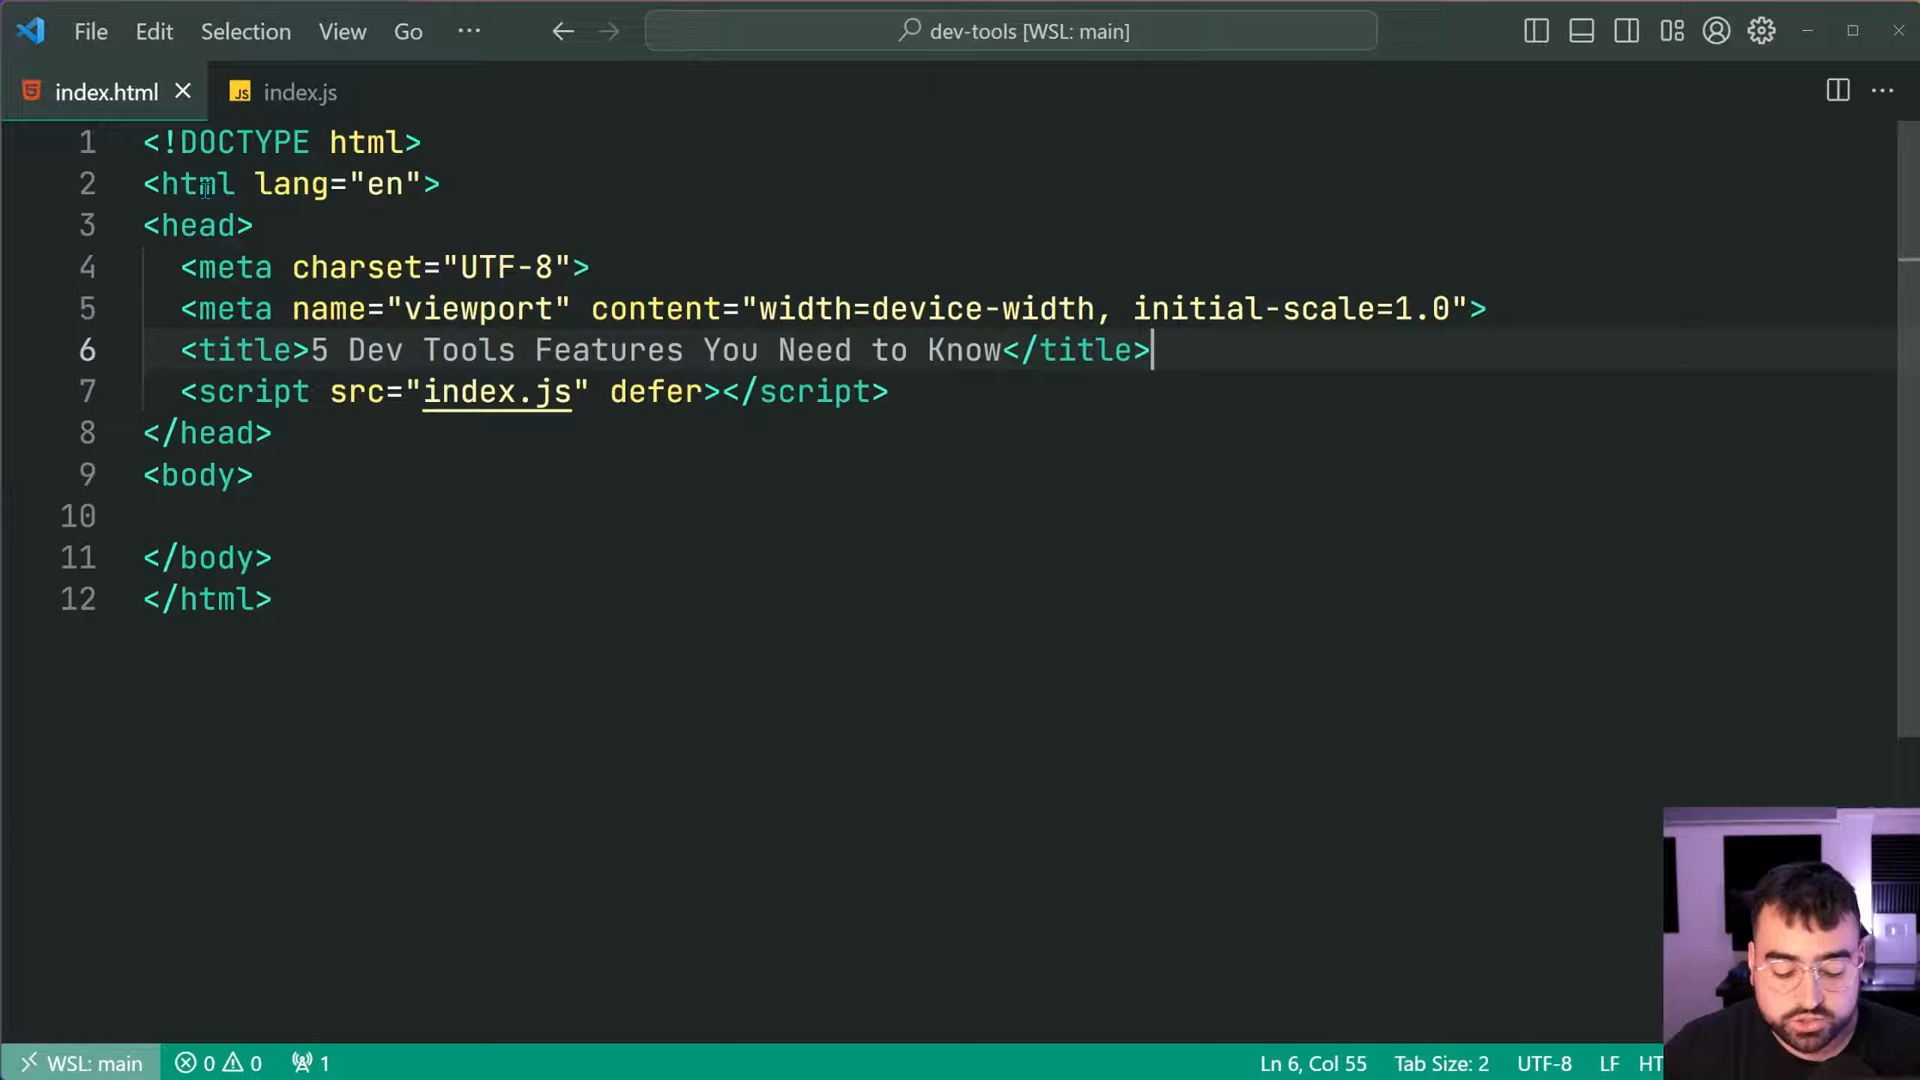 File Edit Selection View Go ··· dev-tools [WSL: main]
index.html JS index.js
1 <!DOCTYPE html>
2 <html lang="en">
3 <head>
4 <meta charset="UTF-8">
5 <meta name="viewport" content="width=device-width, initial-scale=1.0">
6 <title>5 Dev Tools Features You Need to Know</title>
7 <script src="index.js" defer></script>
8 </head>
9 <body>
10
11 </body>
12 </html>
WSL: main 0 0 1 Ln 6, Col 55 Tab Size: 2 UTF-8 LF HT